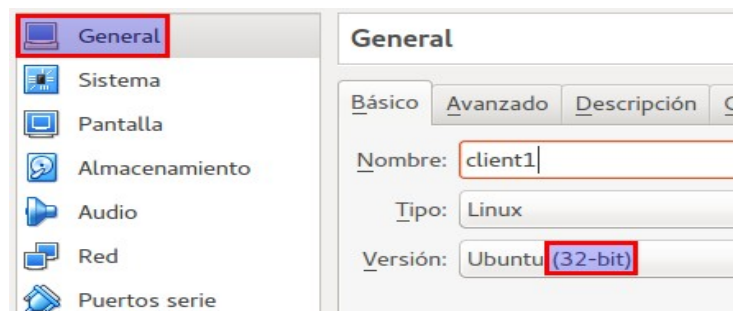 General
Sistema
Pantalla
Almacenamiento
Audio
Red
Puertos serie
General
Básico Avanzado Descripción
Nombre: client1
Tipo: Linux
Versión: Ubuntu (32-bit)